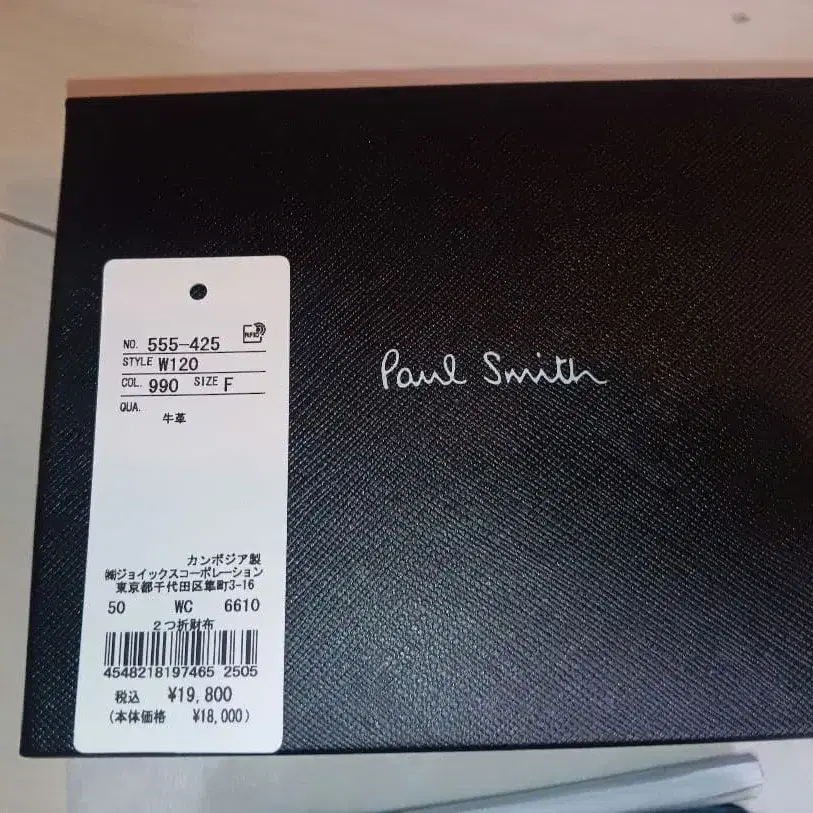 NO. 555-425 RFID
STYLE W120
COL. 990 SIZE F
QUA.
牛革
Paul Smith
カンボジア製
㈱ジョイックスコーポレーション
東京都千代田区隼町3-16
50 WC 6610
2つ折財布
4548218197465 2505
税込 ¥19,800
(本体価格 ¥18,000)